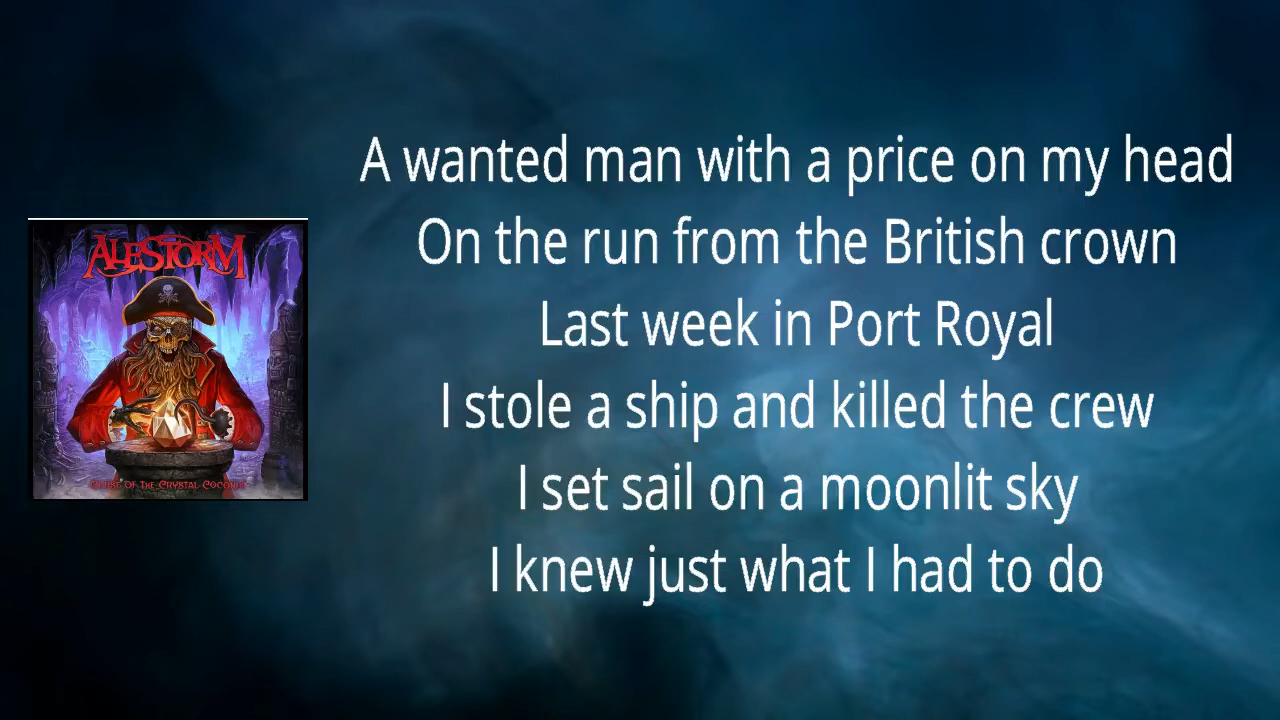 ALESTORM
CURSE OF THE CRYSTAL COCONUT
A wanted man with a price on my head
On the run from the British crown
Last week in Port Royal
I stole a ship and killed the crew
I set sail on a moonlit sky
I knew just what I had to do